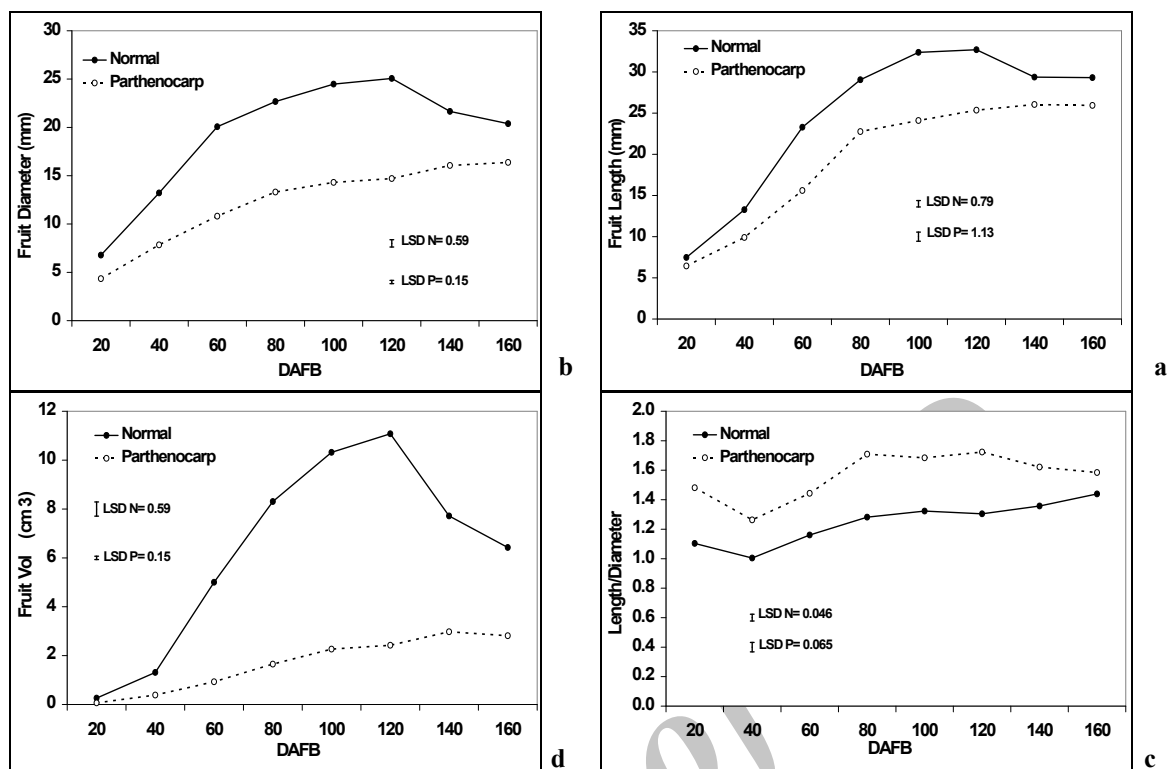 30
25
20
15
10
5
0
Fruit Diameter (mm)
Normal
Parthenocarp
LSD N= 0.59
LSD P= 0.15
20 40 60 80 100 120 140 160
DAFB
b
35
30
25
20
15
10
5
0
Fruit Length (mm)
Normal
Parthenocarp
LSD N= 0.79
LSD P= 1.13
20 40 60 80 100 120 140 160
DAFB
a
12
10
8
6
4
2
0
Fruit Vol (cm 3)
Normal
Parthenocarp
LSD N= 0.59
LSD P= 0.15
20 40 60 80 100 120 140 160
DAFB
d
2.0
1.8
1.6
1.4
1.2
1.0
0.8
0.6
0.4
0.2
0.0
Length/Diameter
Normal
Parthenocarp
LSD N= 0.046
LSD P= 0.065
20 40 60 80 100 120 140 160
DAFB
c